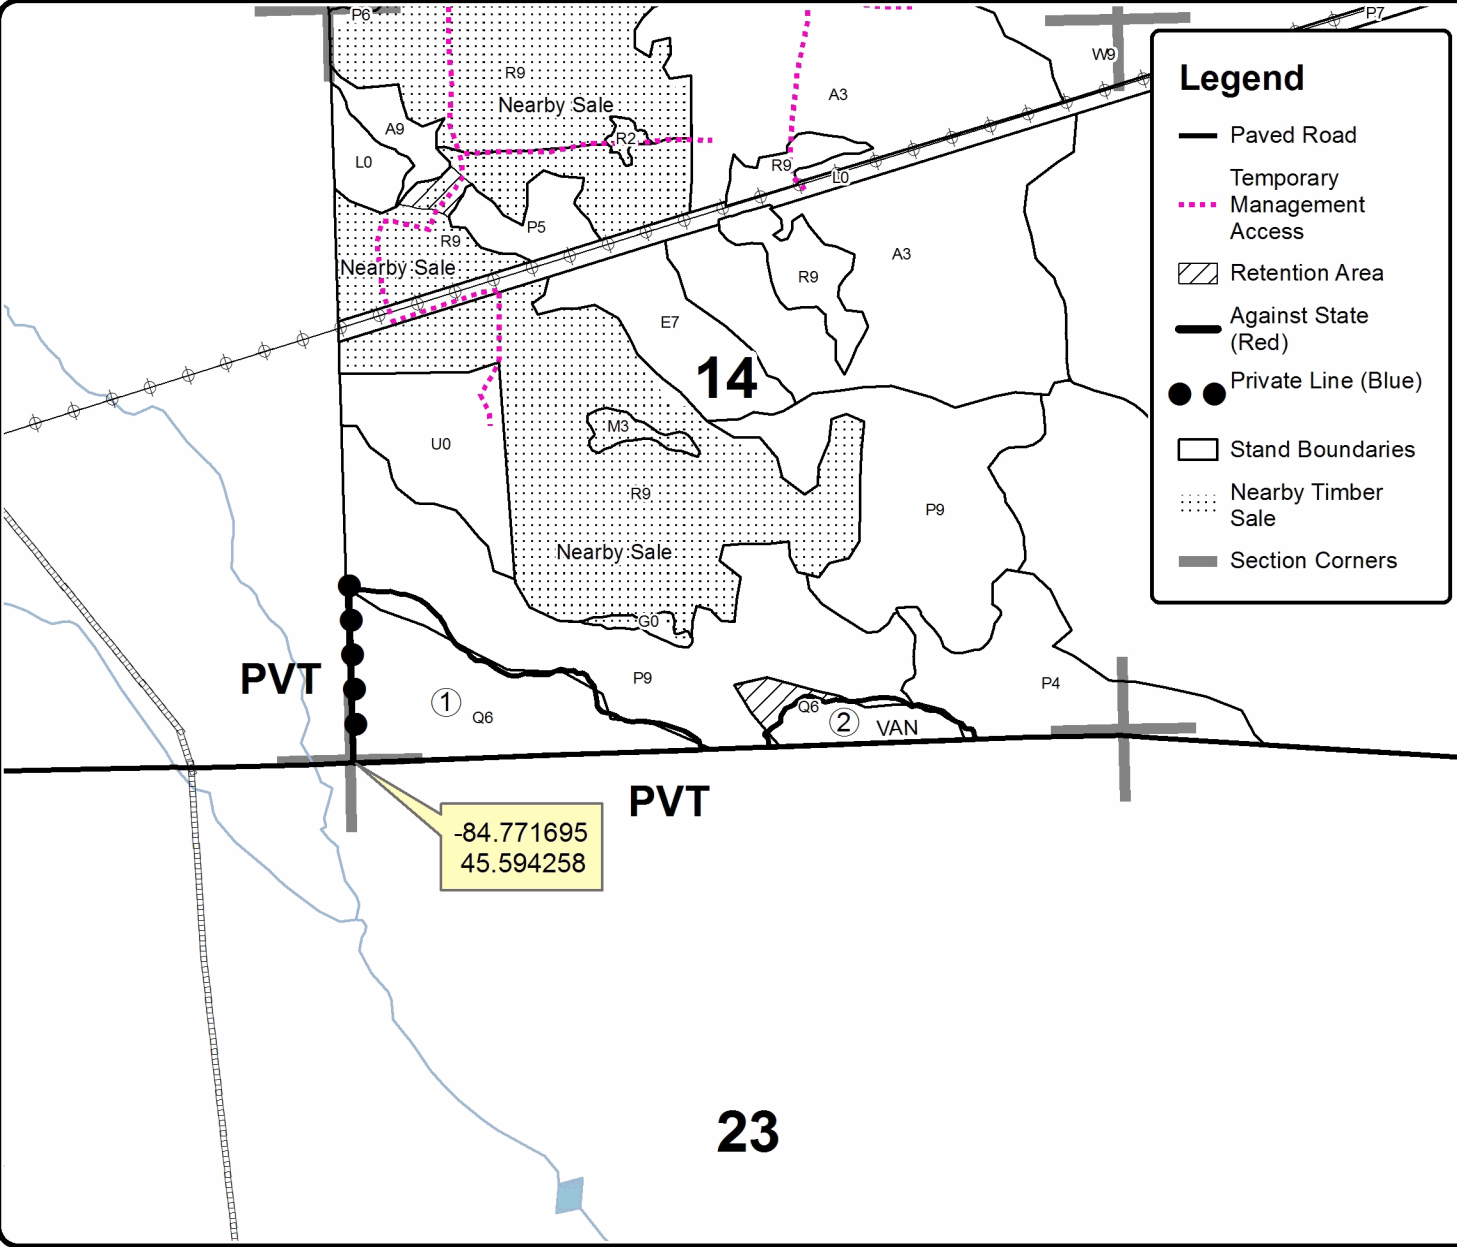 P6
P7
W9
R9
Nearby Sale
A3
Legend
A9
R2
Paved Road
L0
R9
L0
Temporary
Management
Access
P5
R9
A3
Nearby Sale
R9
Retention Area
E7
Against State
(Red)
14
Private Line (Blue)
M3
U0
Stand Boundaries
R9
P9
Nearby Timber
Sale
Nearby Sale
Section Corners
G0
PVT
P9
P4
1
Q6
Q6
2
VAN
PVT
-84.771695
45.594258
23